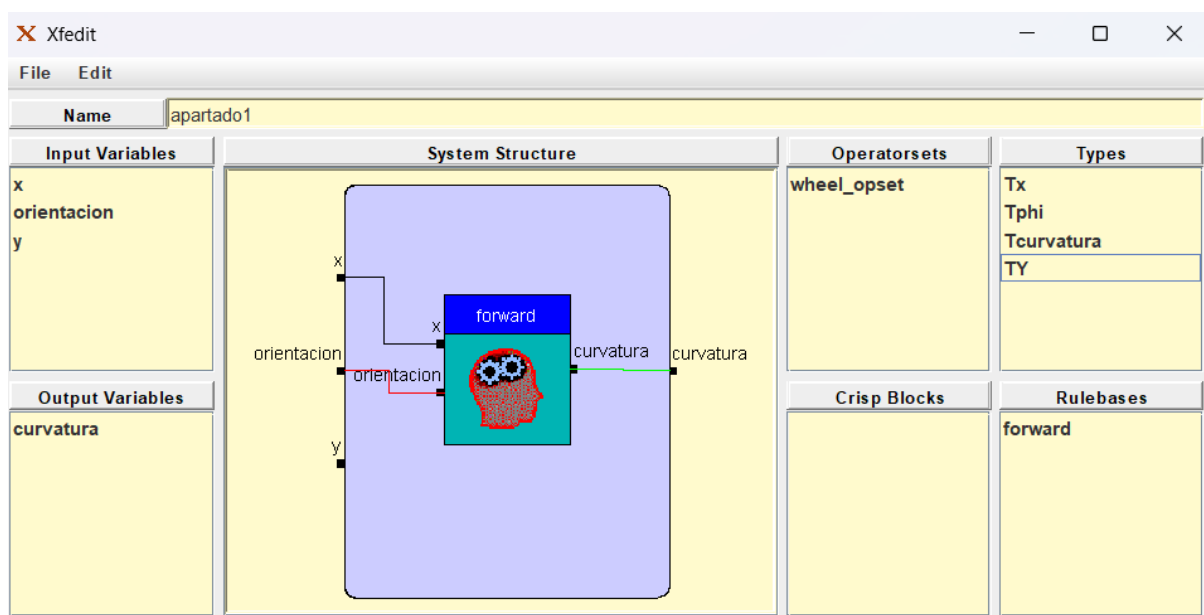 Xfedit
File Edit
Name apartado1
Input Variables
x
orientacion
y
System Structure
x
x
forward
orientacion
orientacion
curvatura
curvatura
y
Operatorsets
wheel_opset
Types
Tx
Tphi
Tcurvatura
TY
Output Variables
curvatura
Crisp Blocks
Rulebases
forward